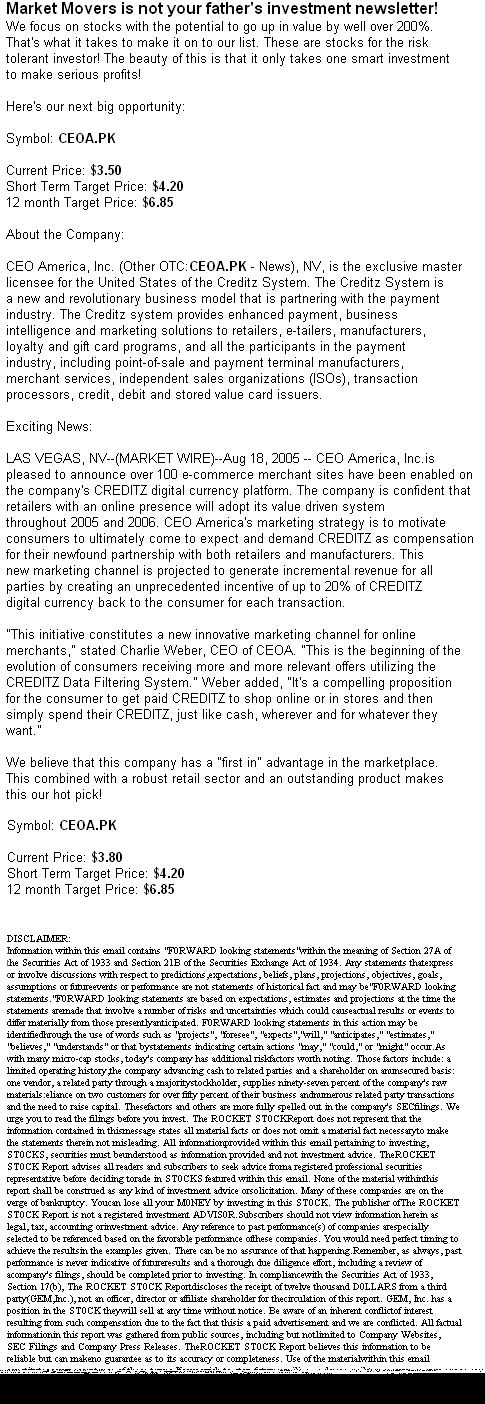 Market Movers is not your father's investment newsletter!
We focus on stocks with the potential to go up in value by well over 200%.
That's what it takes to make it on to our list. These are stocks for the risk
tolerant investor! The beauty of this is that it only takes one smart investment
to make serious profits!
Here's our next big opportunity:
Symbol: CEOA.PK
Current Price: $3.50
Short Term Target Price: $4.20
12 month Target Price: $6.85
About the Company:
CEO America, Inc. (Other OTC:CEOA.PK - News), NV, is the exclusive master
licensee for the United States of the Creditz System. The Creditz System is
a new and revolutionary business model that is partnering with the payment
industry. The Creditz system provides enhanced payment, business
intelligence and marketing solutions to retailers, e-tailers, manufacturers,
loyalty and gift card programs, and all the participants in the payment
industry, including point-of-sale and payment terminal manufacturers,
merchant services, independent sales organizations (ISOs), transaction
processors, credit, debit and stored value card issuers.
Exciting News:
LAS VEGAS, NV--(MARKET WIRE)--Aug 18, 2005 -- CEO America, Inc.is
pleased to announce over 100 e-commerce merchant sites have been enabled on
the company's CREDITZ digital currency platform. The company is confident that
retailers with an online presence will adopt its value driven system
throughout 2005 and 2006. CEO America's marketing strategy is to motivate
consumers to ultimately come to expect and demand CREDITZ as compensation
for their newfound partnership with both retailers and manufacturers. This
new marketing channel is projected to generate incremental revenue for all
parties by creating an unprecedented incentive of up to 20% of CREDITZ
digital currency back to the consumer for each transaction.
"This initiative constitutes a new innovative marketing channel for online
merchants," stated Charlie Weber, CEO of CEOA. "This is the beginning of the
evolution of consumers receiving more and more relevant offers utilizing the
CREDITZ Data Filtering System." Weber added, "It's a compelling proposition
for the consumer to get paid CREDITZ to shop online or in stores and then
simply spend their CREDITZ, just like cash, wherever and for whatever they
want."
We believe that this company has a "first in" advantage in the marketplace.
This combined with a robust retail sector and an outstanding product makes
this our hot pick!
Symbol: CEOA.PK
Current Price: $3.80
Short Term Target Price: $4.20
12 month Target Price: $6.85
DISCLAIMER:
Information within this email contains "F0RWARD looking statements"within the meaning of Section 27A of
the Securities Act of 1933 and Section 21B of the Securities Exchange Act of 1934. Any statements thatexpress
or involve discussions with respect to predictions,expectations, beliefs, plans, projections, objectives, goals,
assumptions or futureevents or performance are not statements of historical fact and may be"F0RWARD looking
statements."F0RWARD looking statements are based on expectations, estimates and projections at the time the
statements aremade that involve a number of risks and uncertainties which could causeactual results or events to
differ materially from those presentlyanticipated. F0RWARD looking statements in this action may be
identifiedthrough the use of words such as "projects", "foresee", "expects","will," "anticipates," "estimates,"
"believes," "understands" or that bystatements indicating certain actions "may," "could," or "might" occur.As
with many micro-cap stocks, today's company has additional riskfactors worth noting. Those factors include: a
limited operating history,the company advancing cash to related parties and a shareholder on anunsecured basis:
one vendor, a related party through a majoritystockholder, supplies ninety-seven percent of the company's raw
materials:eliance on two customers for over fifty percent of their business andnumerous related party transactions
and the need to raise capital. Thesefactors and others are more fully spelled out in the company's SECfilings. We
urge you to read the filings before you invest. The ROCKET ST0CKReport does not represent that the
information contained in thismessage states all material facts or does not omit a material fact necessaryto make
the statements therein not misleading. All informationprovided within this email pertaining to investing,
ST0CKS, securities must beunderstood as information provided and not investment advice. TheROCKET
ST0CK Report advises all readers and subscribers to seek advice froma registered professional securities
representative before deciding torade in ST0CKS featured within this email. None of the material withinthis
report shall be construed as any kind of investment advice orsolicitation. Many of these companies are on the
verge of bankruptcy. Youcan lose all your M0NEY by investing in this ST0CK. The publisher ofThe ROCKET
ST0CK Report is not a registered investment ADVIS0R.Subscribers should not view information herein as
legal, tax, accounting orinvestment advice. Any reference to past performance(s) of companies arespecially
selected to be referenced based on the favorable performance ofthese companies. You would need perfect timing to
achieve the resultsin the examples given. There can be no assurance of that happening.Remember, as always, past
performance is never indicative of futureresults and a thorough due diligence effort, including a review of
acompany's filings, should be completed prior to investing. In compliancewith the Securities Act of 1933,
Section 17(b), The ROCKET ST0CK Reportdiscloses the receipt of twelve thousand D0LLARS from a third
party(GEM,Inc.), not an officer, director or affiliate shareholder for thecirculation of this report. GEM, Inc. has a
position in the ST0CK theywill sell at any time without notice. Be aware of an inherent conflictof interest
resulting from such compensation due to the fact that thisis a paid advertisement and we are conflicted. All factual
informationin this report was gathered from public sources, including but notlimited to Company Websites,
SEC Filings and Company Press Releases. TheROCKET ST0CK Report believes this information to be
reliable but can makeno guarantee as to its accuracy or completeness. Use of the materialwithin this email